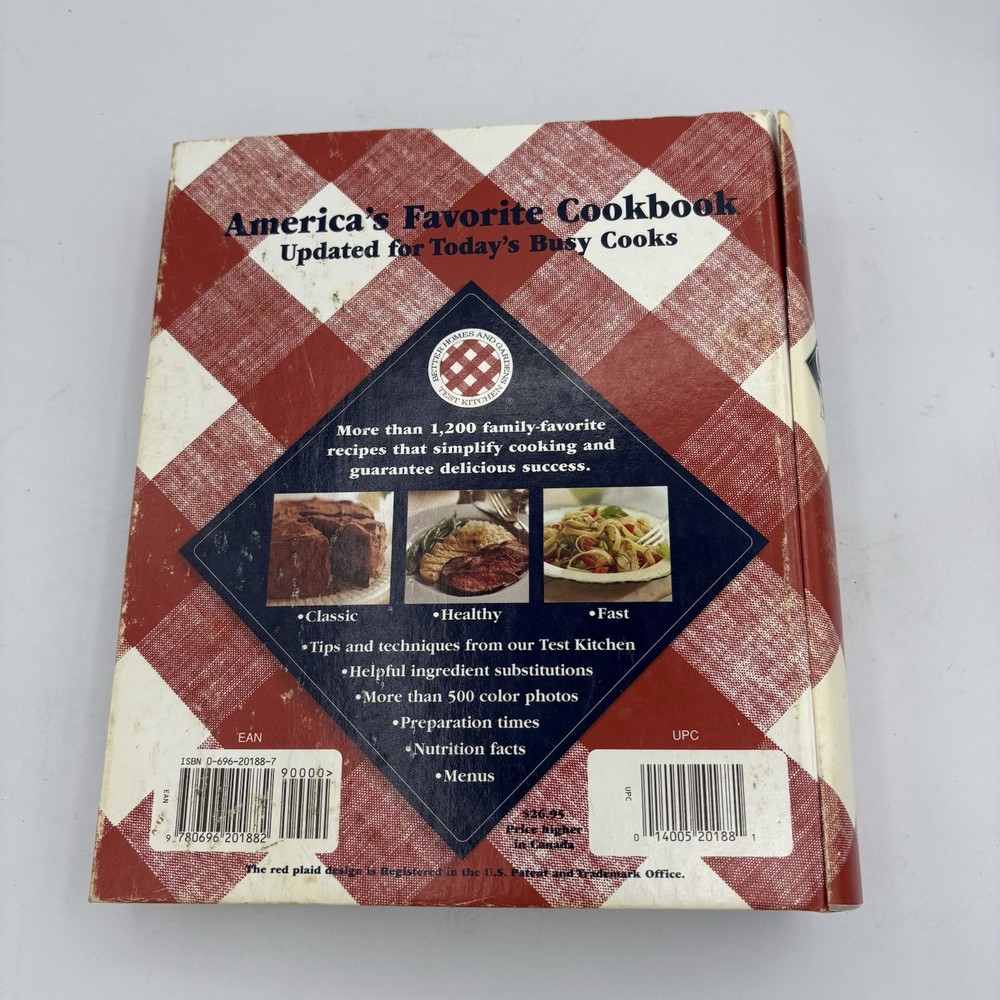 America's Favorite Cookbook
Updated for Today's Busy Cooks
BETTER HOMES AND GARDENS
TEST KITCHEN
®
More than 1,200 family-favorite
recipes that simplify cooking and
guarantee delicious success.
•Classic •Healthy •Fast
•Tips and techniques from our Test Kitchen
•Helpful ingredient substitutions
•More than 500 color photos
•Preparation times
•Nutrition facts
•Menus
EAN
ISBN 0-696-20188-7
90000>
EAN
9 780696 201882
UPC
UPC
0 14005 20188 1
$26.95
Price higher
in Canada
The red plaid design is Registered in the U.S. Patent and Trademark Office.